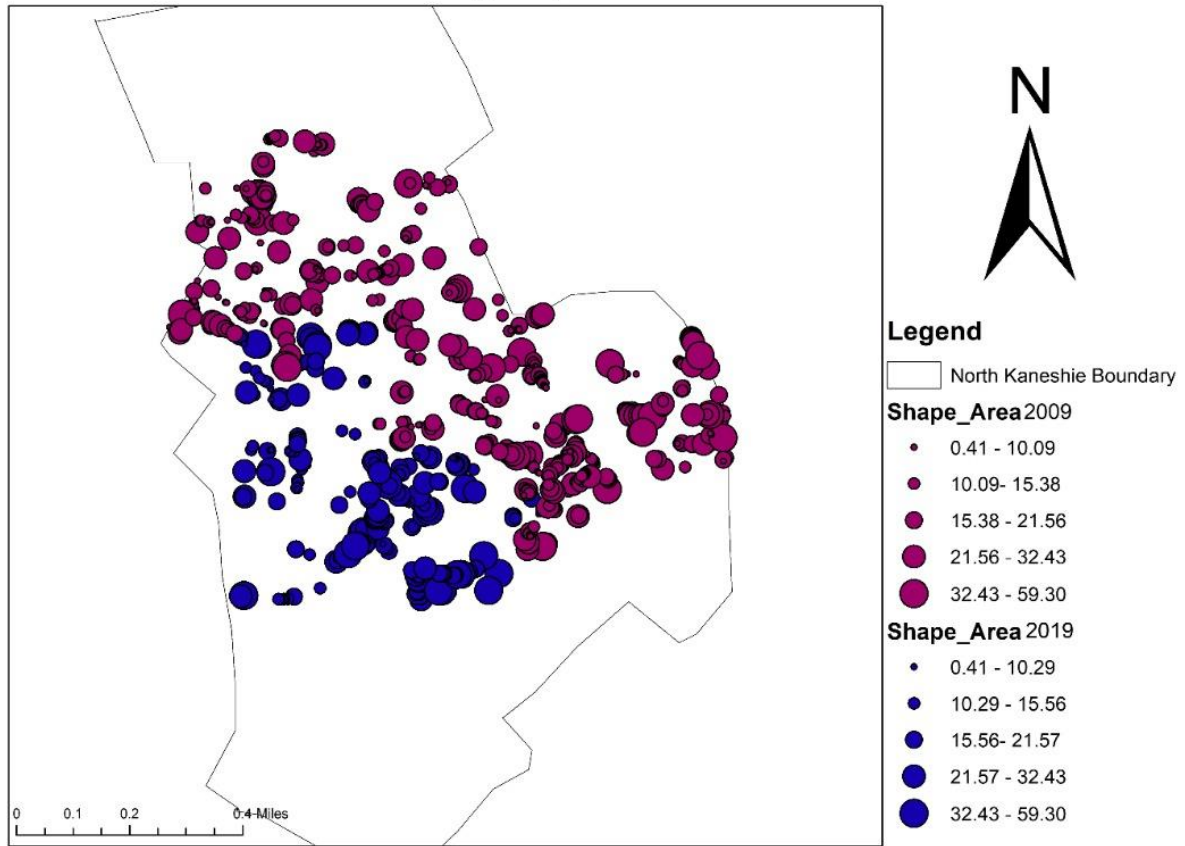 N
Legend
North Kaneshie Boundary
Shape_Area 2009
0.41 - 10.09
10.09- 15.38
15.38 - 21.56
21.56 - 32.43
32.43 - 59.30
Shape_Area 2019
0.41 - 10.29
10.29 - 15.56
15.56- 21.57
21.57 - 32.43
32.43 - 59.30
0 0.1 0.2 0.4 Miles